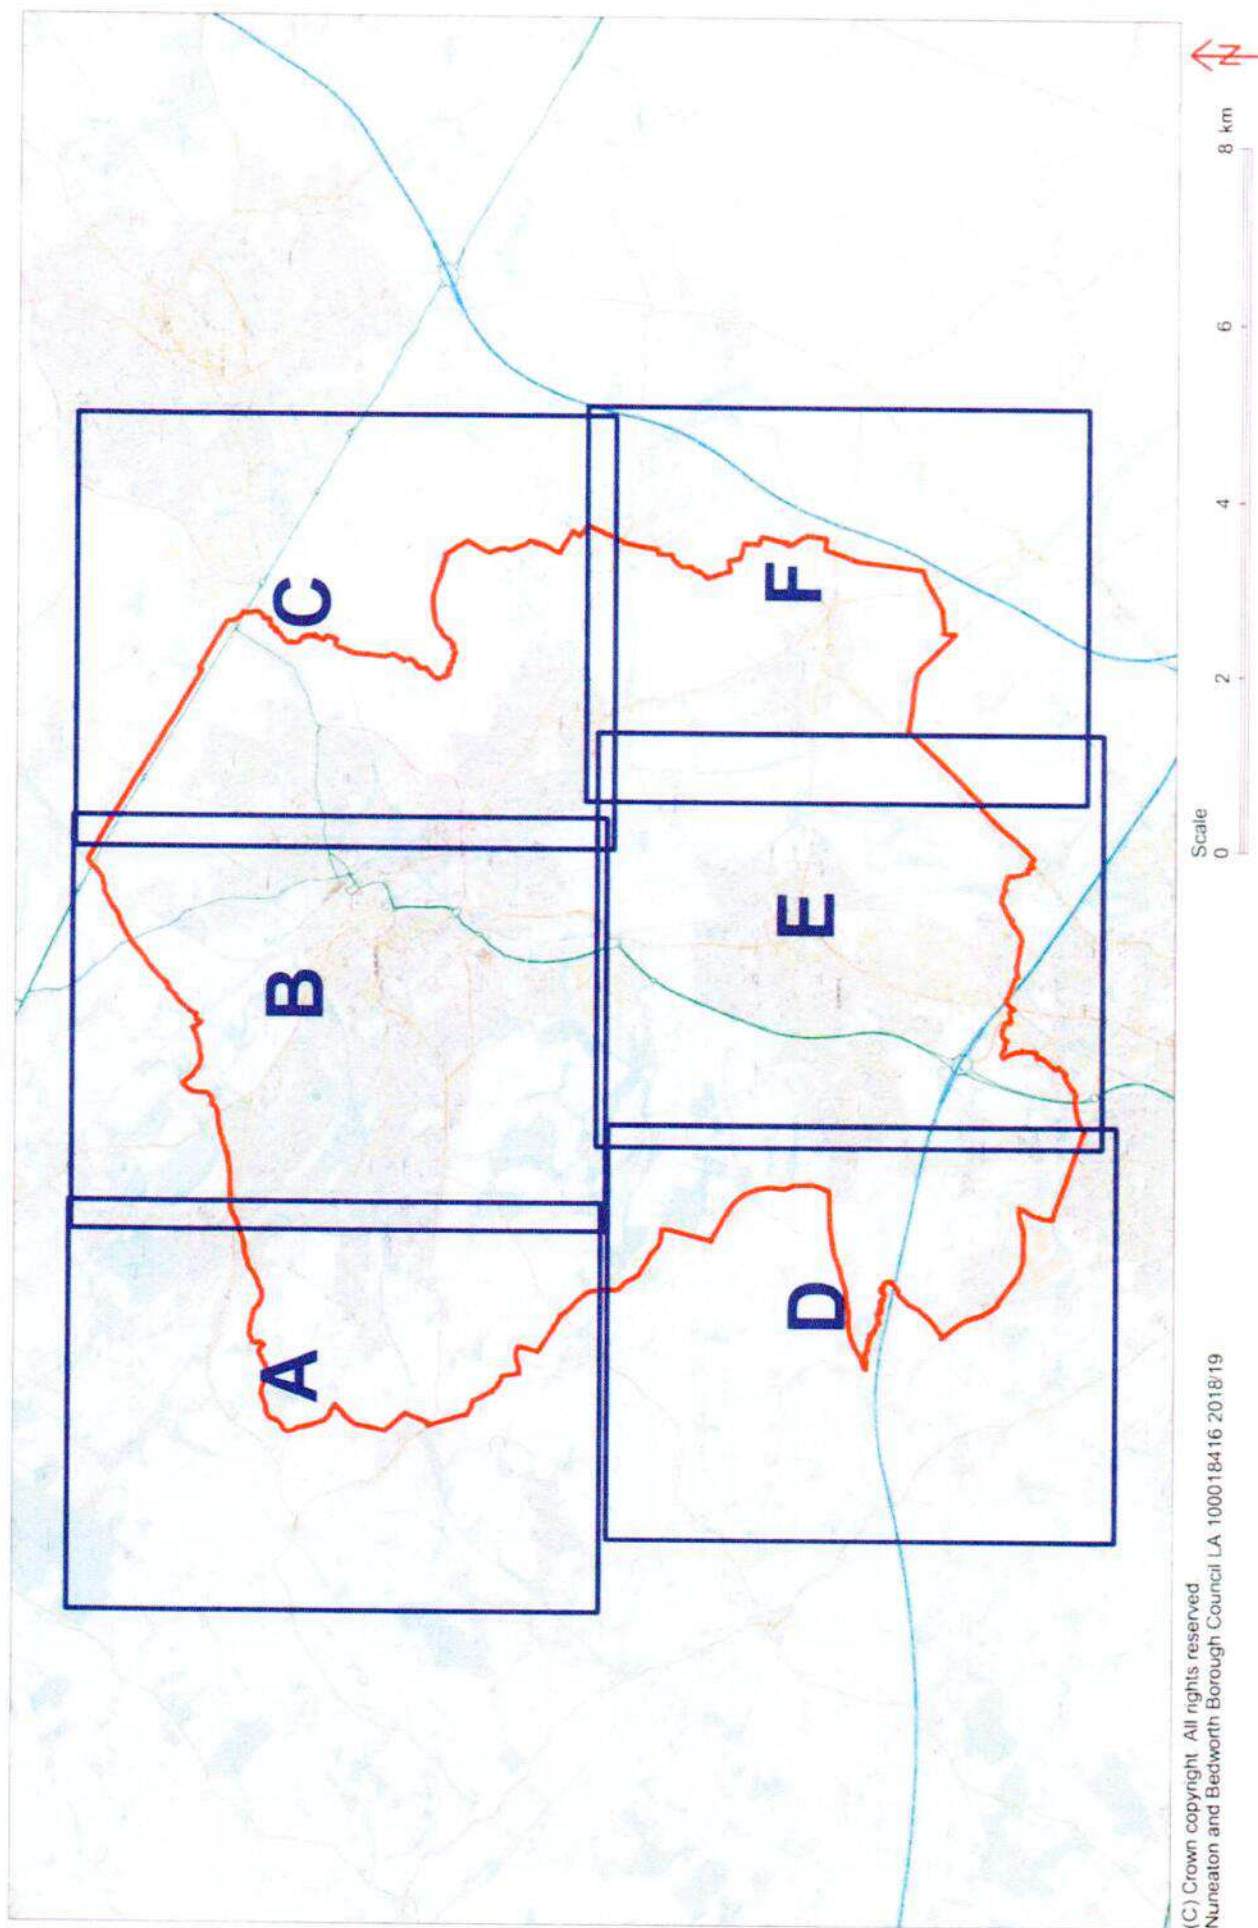 A
B
C
D
E
F
N
Scale
0 2 4 6 8 km
(C) Crown copyright. All rights reserved
Nuneaton and Bedworth Borough Council LA 100018416 2018/19